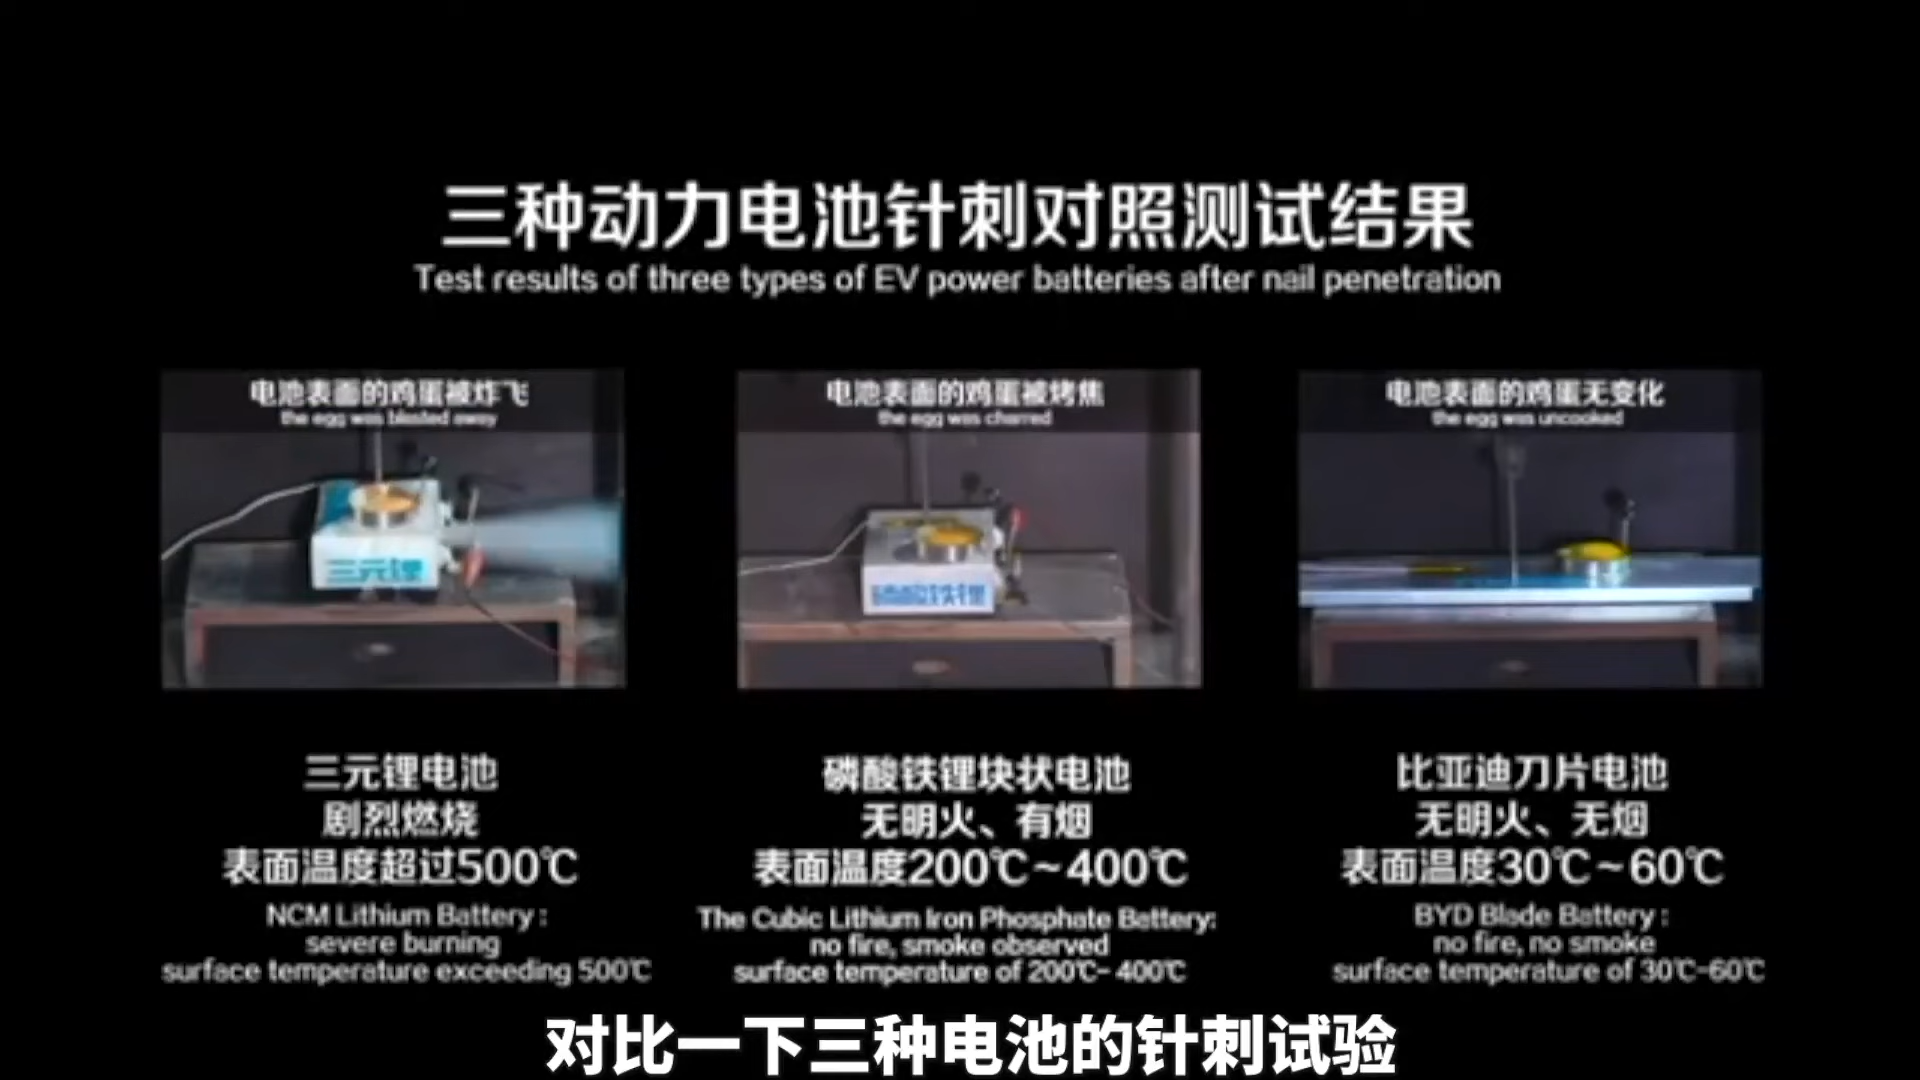 三种动力电池针刺对照测试结果
Test results of three types of EV power batteries after nail penetration
电池表面的鸡蛋被炸飞
the egg was blasted away
三元锂
三元锂电池
剧烈燃烧
表面温度超过500℃
NCM Lithium Battery :
severe burning
surface temperature exceeding 500℃
电池表面的鸡蛋被烤焦
the egg was charred
磷酸铁锂
磷酸铁锂块状电池
无明火、有烟
表面温度200℃~400℃
The Cubic Lithium Iron Phosphate Battery:
no fire, smoke observed
surface temperature of 200℃- 400℃
电池表面的鸡蛋无变化
the egg was uncooked
比亚迪刀片电池
无明火、无烟
表面温度30℃~60℃
BYD Blade Battery :
no fire, no smoke
surface temperature of 30℃-60℃
对比一下三种电池的针刺试验